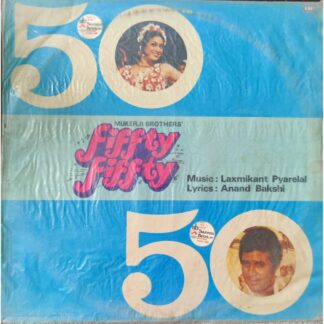 50
MUKERJI BROTHERS'
fiffty
fiffty
Music: Laxmikant Pyarelal
Lyrics: Anand Bakshi
50